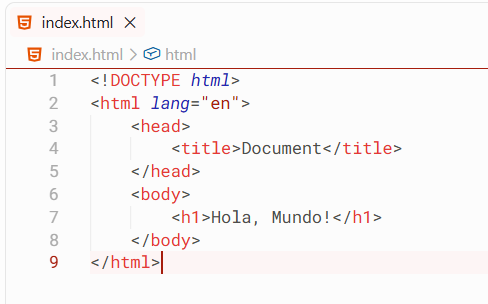 index.html
index.html > html
1 <!DOCTYPE html>
2 <html lang="en">
3     <head>
4         <title>Document</title>
5     </head>
6     <body>
7         <h1>Hola, Mundo!</h1>
8     </body>
9 </html>